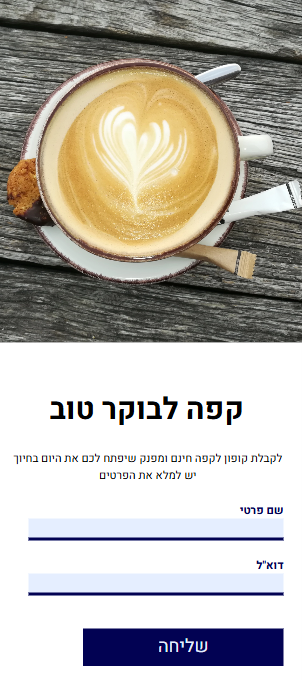 קפה לבוקר טוב
לקבלת קופון לקפה חינם ומפנק שיפתח לכם את היום בחיוך
יש למלא את הפרטים
שם פרטי
דוא"ל
שליחה